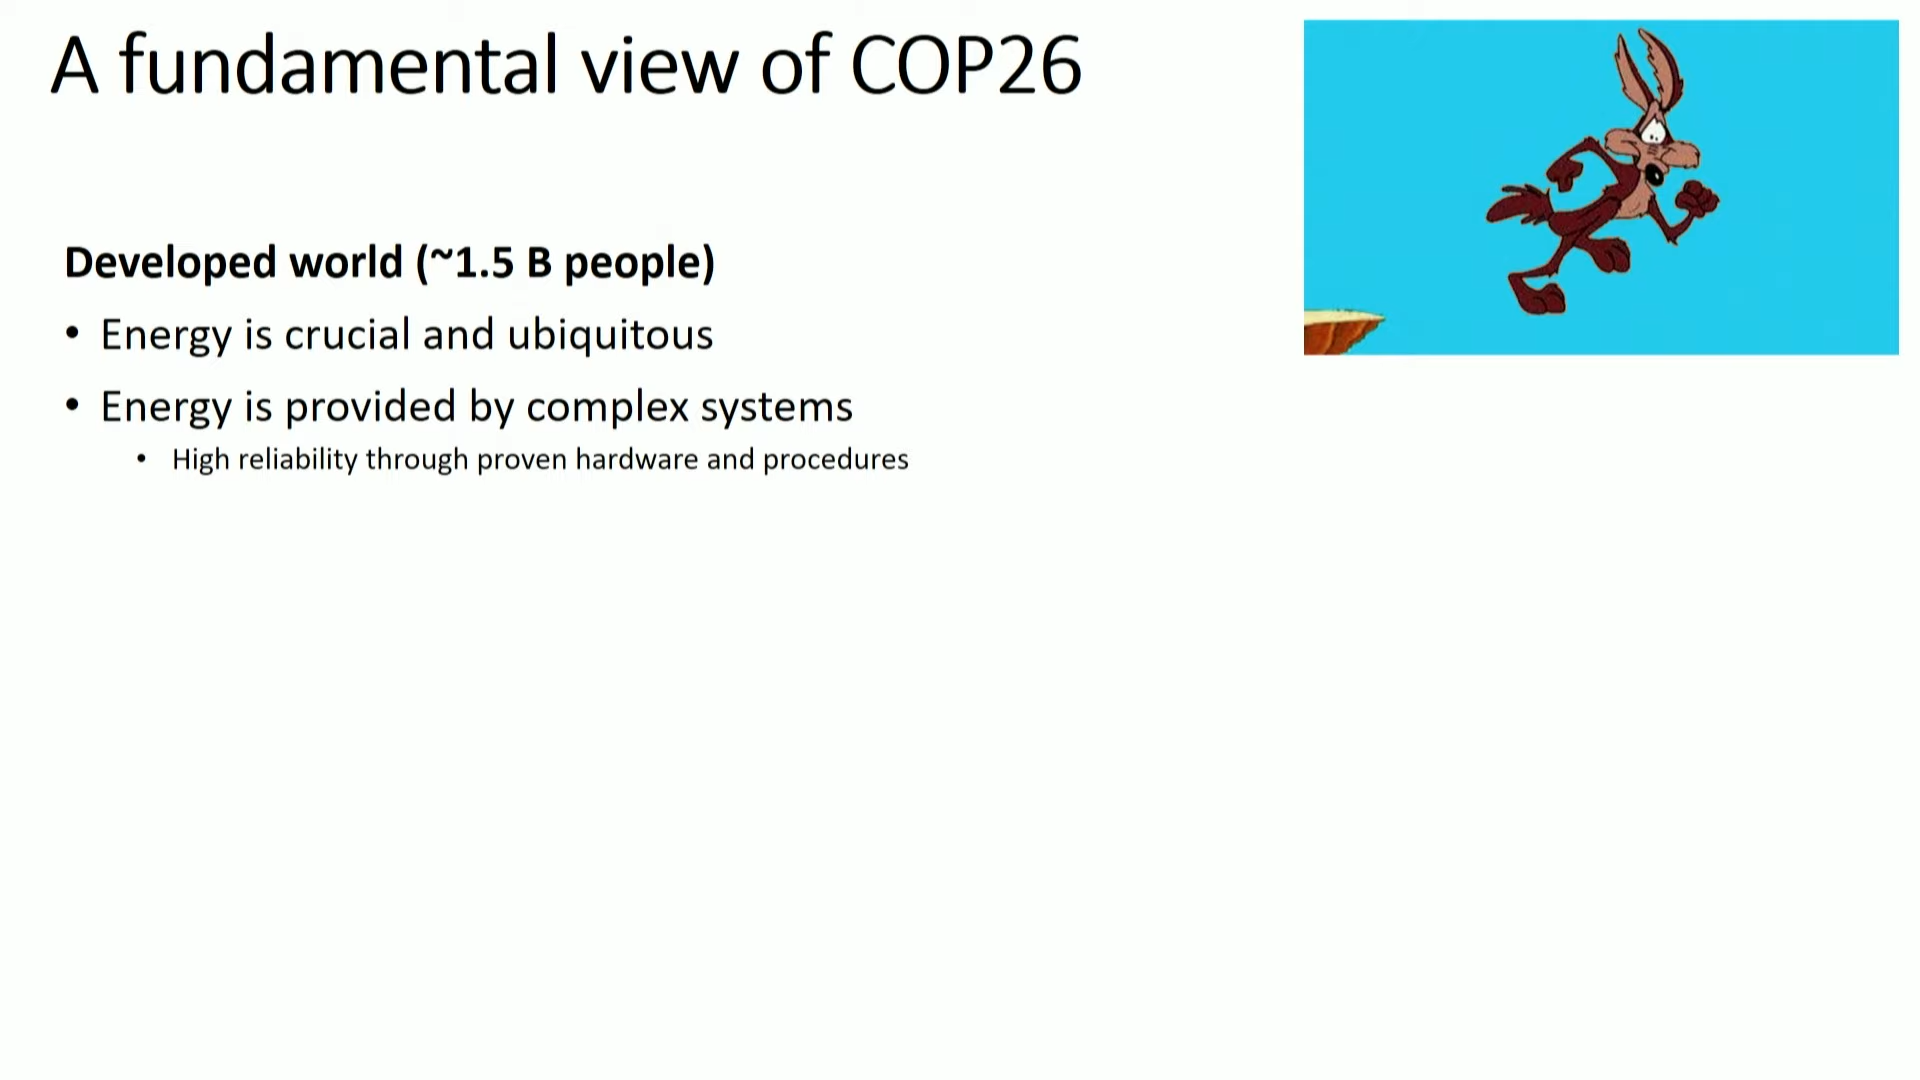 A fundamental view of COP26
Developed world (~1.5 B people)
• Energy is crucial and ubiquitous
• Energy is provided by complex systems
• High reliability through proven hardware and procedures